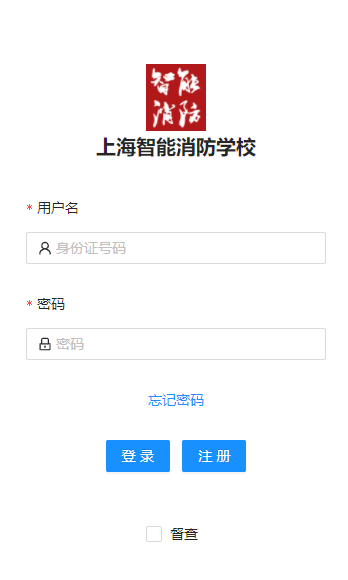 智能
消防
上海智能消防学校
* 用户名
身份证号码
* 密码
密码
忘记密码
登 录 注 册
督查